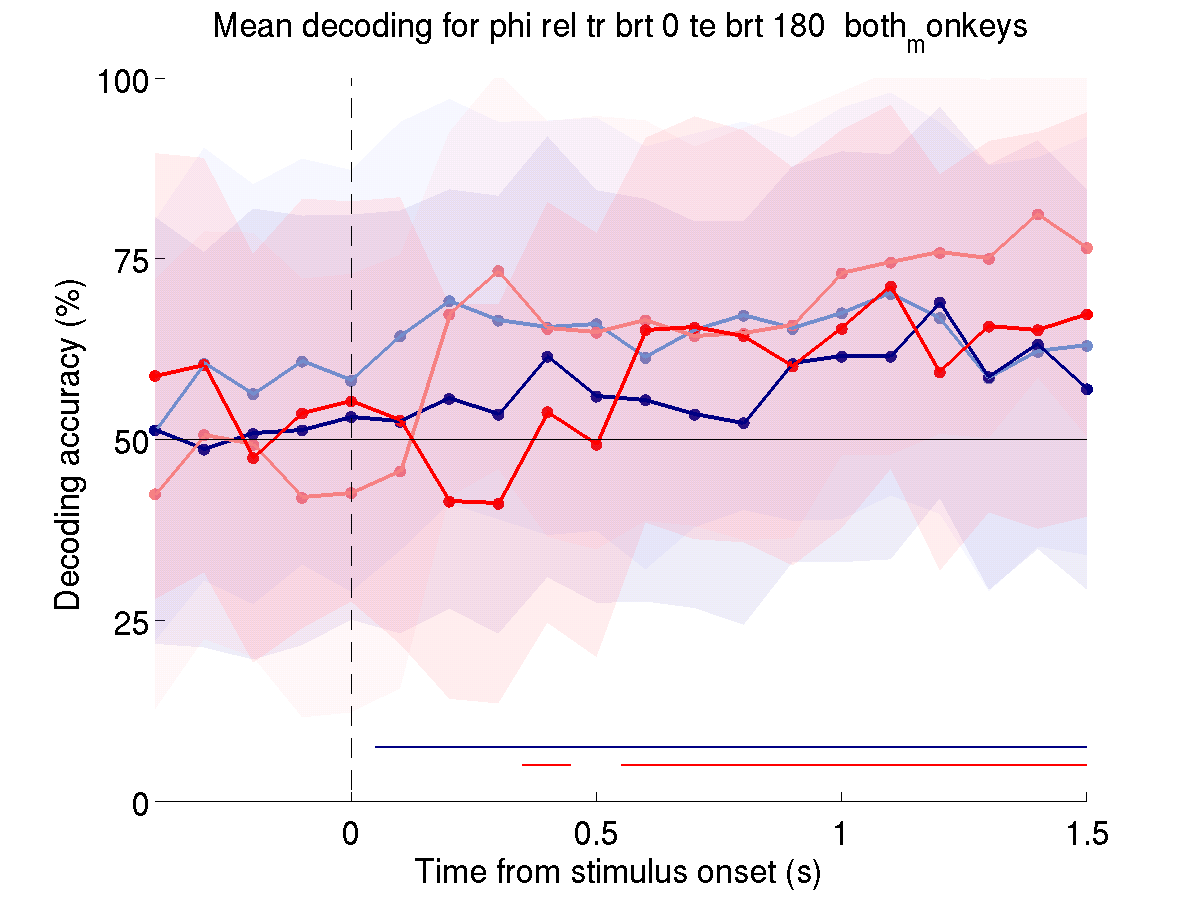 Mean decoding for phi rel tr brt 0 te brt 180 both_monkeys
100
75
50
25
0
Decoding accuracy (%)
0 0.5 1 1.5
Time from stimulus onset (s)